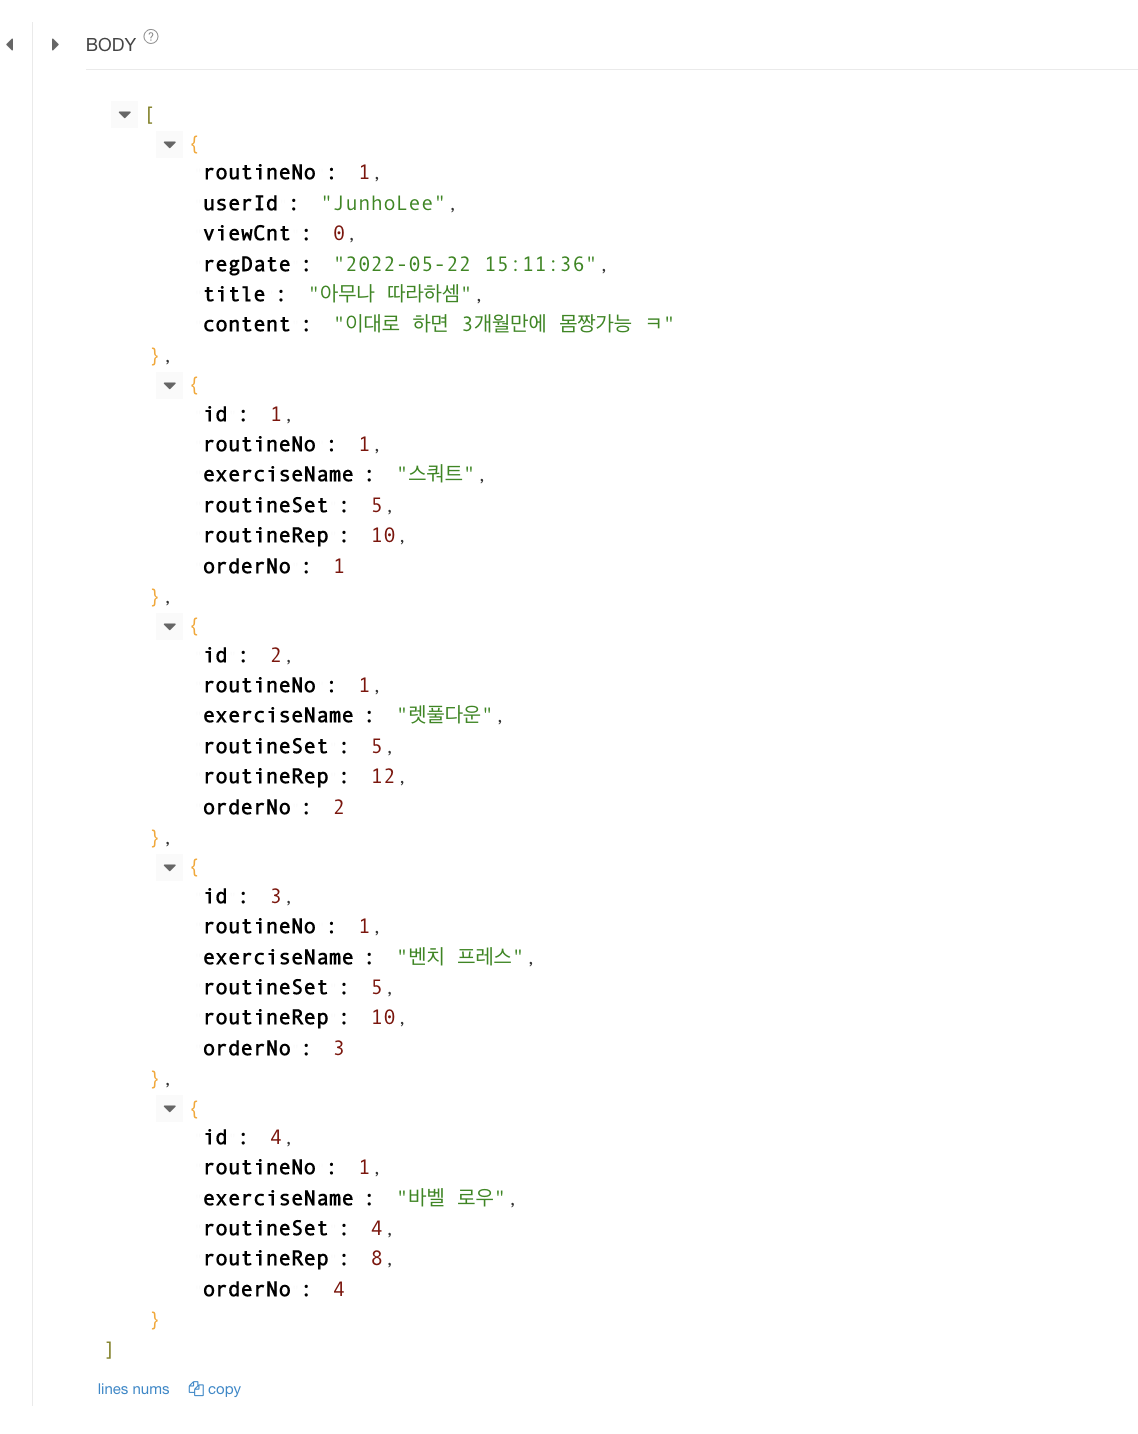 BODY ?
[
{
routineNo : 1,
userId : "JunhoLee",
viewCnt : 0,
regDate : "2022-05-22 15:11:36",
title : "아무나 따라하셈",
content : "이대로 하면 3개월만에 몸짱가능 ㅋ"
},
{
id : 1,
routineNo : 1,
exerciseName : "스쿼트",
routineSet : 5,
routineRep : 10,
orderNo : 1
},
{
id : 2,
routineNo : 1,
exerciseName : "렛풀다운",
routineSet : 5,
routineRep : 12,
orderNo : 2
},
{
id : 3,
routineNo : 1,
exerciseName : "벤치 프레스",
routineSet : 5,
routineRep : 10,
orderNo : 3
},
{
id : 4,
routineNo : 1,
exerciseName : "바벨 로우",
routineSet : 4,
routineRep : 8,
orderNo : 4
}
]
lines nums copy